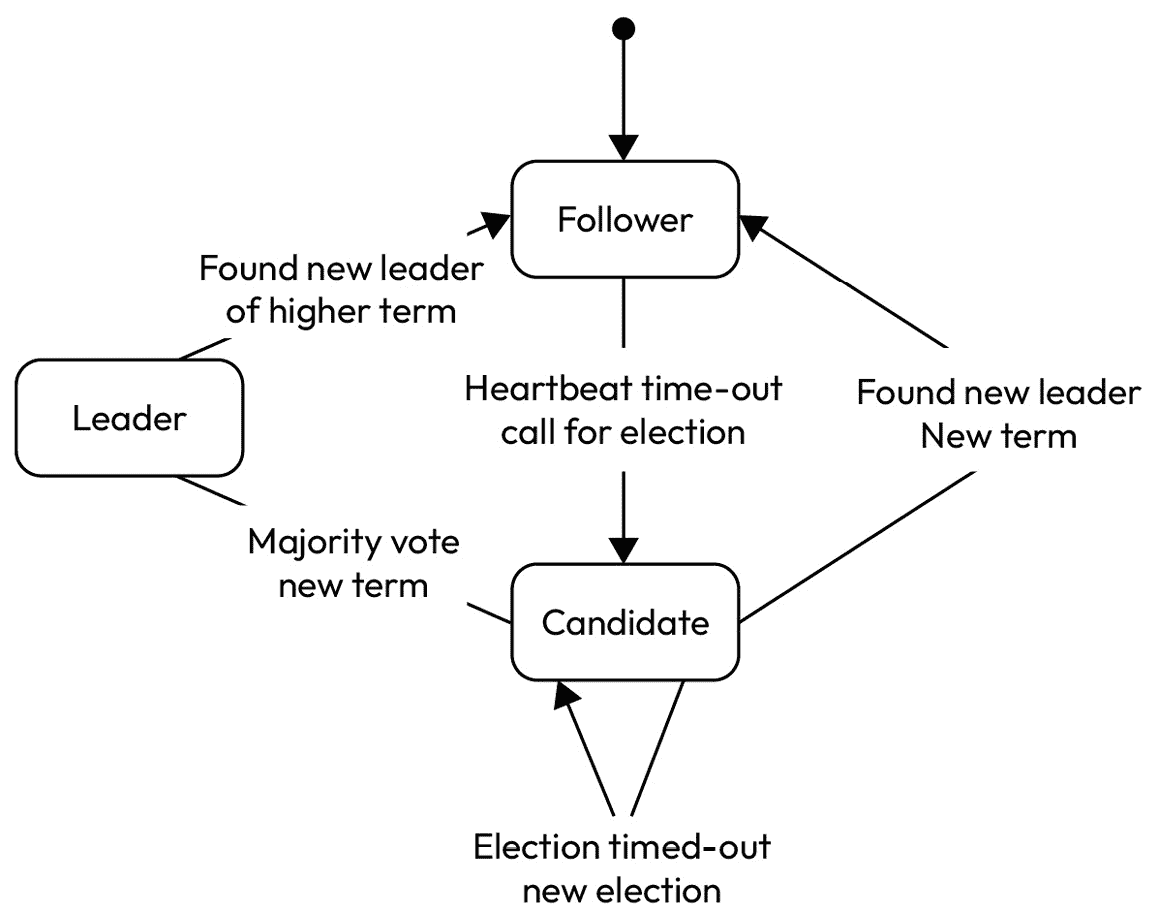 Follower
Found new leader
of higher term
Leader
Heartbeat time-out
call for election
Found new leader
New term
Majority vote
new term
Candidate
Election timed-out
new election